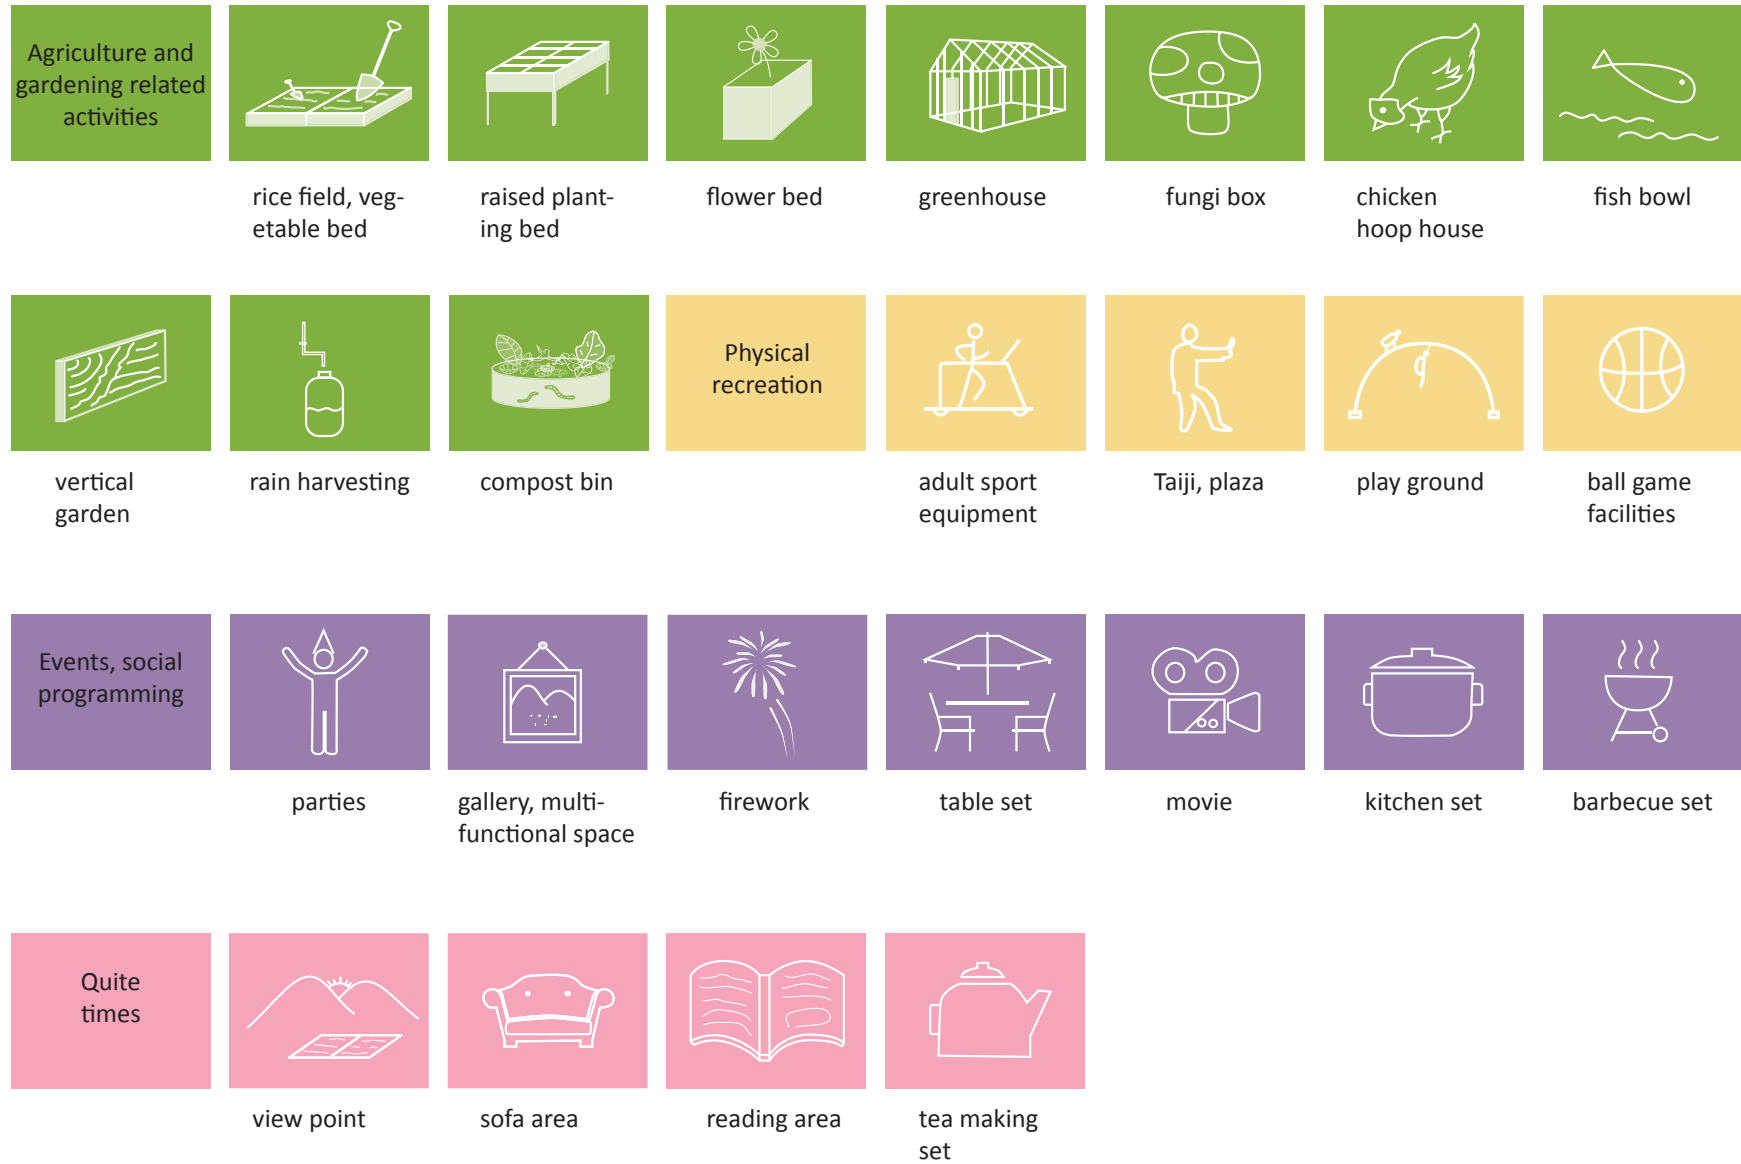 Agriculture and
gardening related
activities
rice field, veg-
etable bed
raised plant-
ing bed
flower bed
greenhouse
fungi box
chicken
hoop house
fish bowl
vertical
garden
rain harvesting
compost bin
Physical
recreation
adult sport
equipment
Taiji, plaza
play ground
ball game
facilities
Events, social
programming
parties
gallery, multi-
functional space
firework
table set
movie
kitchen set
barbecue set
Quite
times
view point
sofa area
reading area
tea making
set